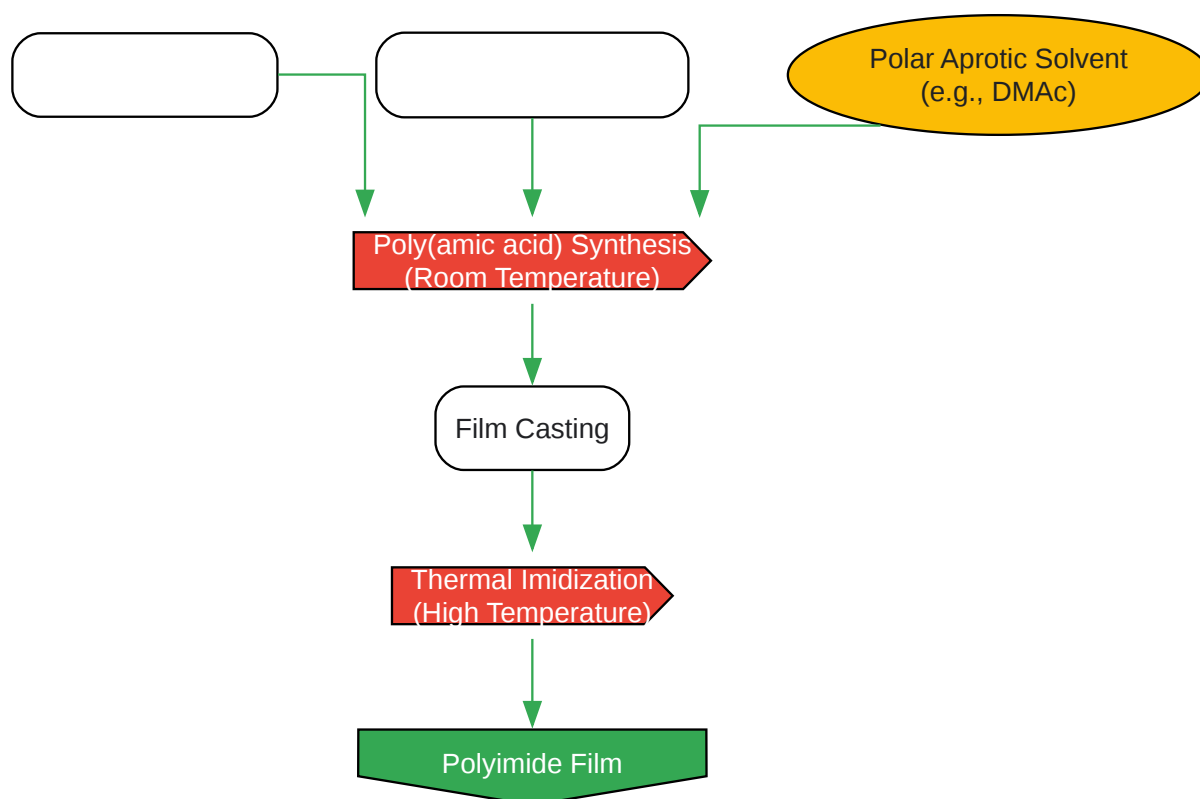 Polar Aprotic Solvent
(e.g., DMAc)
Poly(amic acid) Synthesis
(Room Temperature)
Film Casting
Thermal Imidization
(High Temperature)
Polyimide Film